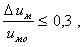 Δu_м / u_мо ≤ 0,3 ,